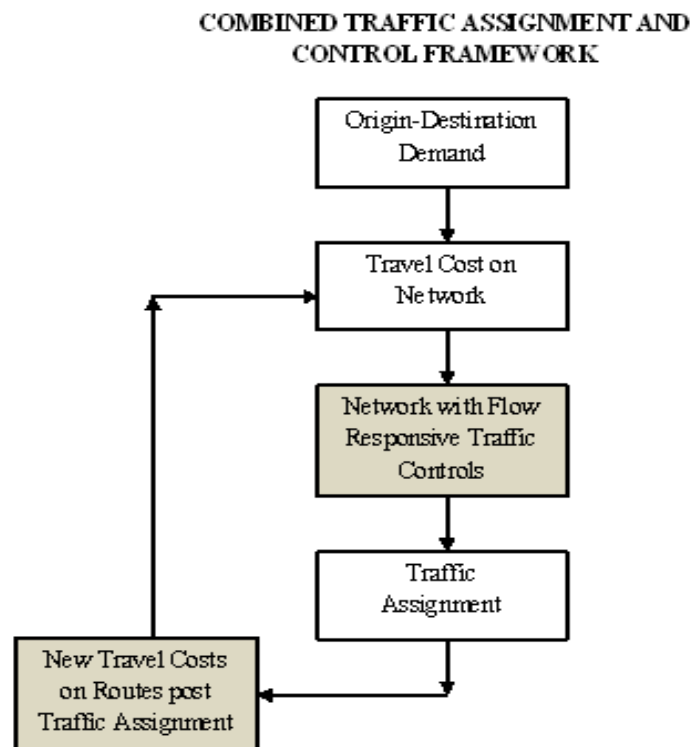 COMBINED TRAFFIC ASSIGNMENT AND
CONTROL FRAMEWORK
Origin-Destination
Demand
Travel Cost on
Network
Network with Flow
Responsive Traffic
Controls
Traffic
Assignment
New Travel Costs
on Routes post
Traffic Assignment